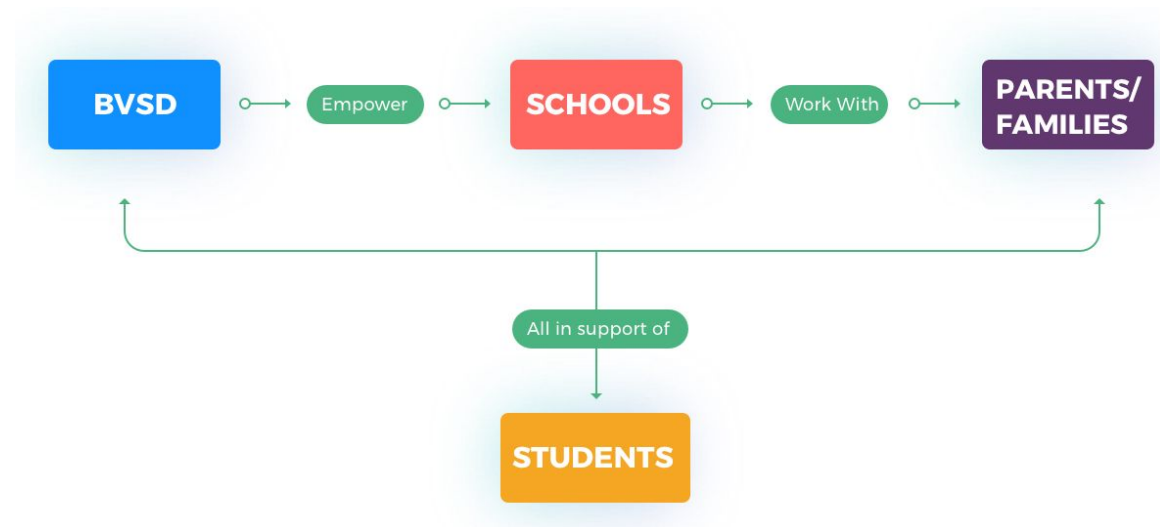 BVSD
Empower
SCHOOLS
Work With
PARENTS/
FAMILIES
All in support of
STUDENTS